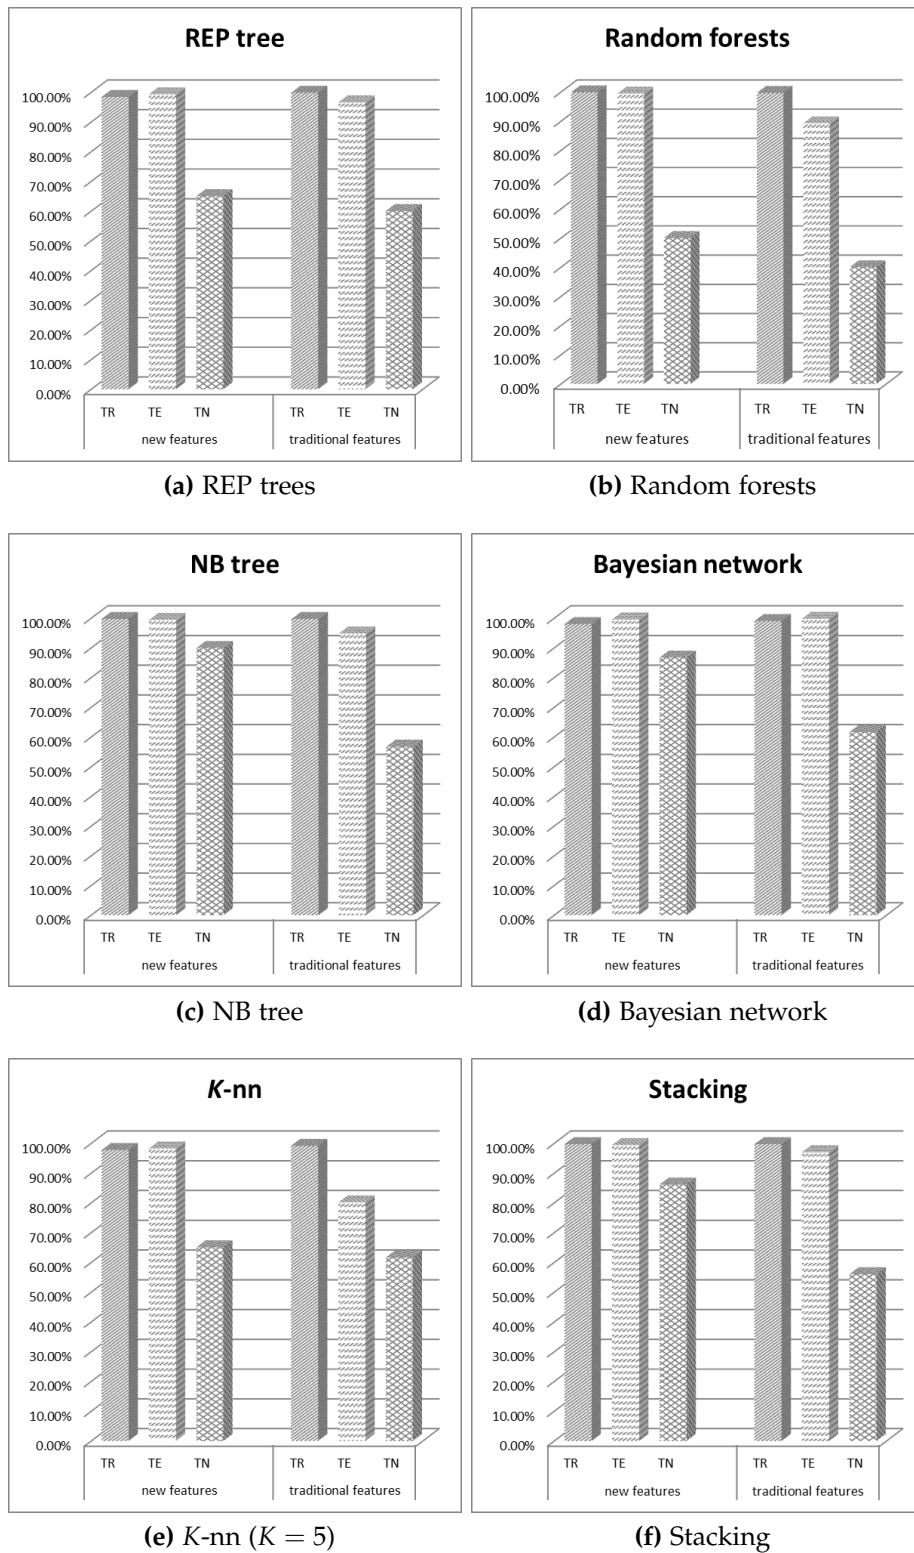 REP tree
100.00%
90.00%
80.00%
70.00%
60.00%
50.00%
40.00%
30.00%
20.00%
10.00%
0.00%
TR TE TN TR TE TN
new features traditional features
(a) REP trees
Random forests
100.00%
90.00%
80.00%
70.00%
60.00%
50.00%
40.00%
30.00%
20.00%
10.00%
0.00%
TR TE TN TR TE TN
new features traditional features
(b) Random forests
NB tree
100.00%
90.00%
80.00%
70.00%
60.00%
50.00%
40.00%
30.00%
20.00%
10.00%
0.00%
TR TE TN TR TE TN
new features traditional features
(c) NB tree
Bayesian network
100.00%
90.00%
80.00%
70.00%
60.00%
50.00%
40.00%
30.00%
20.00%
10.00%
0.00%
TR TE TN TR TE TN
new features traditional features
(d) Bayesian network
K-nn
100.00%
90.00%
80.00%
70.00%
60.00%
50.00%
40.00%
30.00%
20.00%
10.00%
0.00%
TR TE TN TR TE TN
new features traditional features
(e) K-nn (K = 5)
Stacking
100.00%
90.00%
80.00%
70.00%
60.00%
50.00%
40.00%
30.00%
20.00%
10.00%
0.00%
TR TE TN TR TE TN
new features traditional features
(f) Stacking